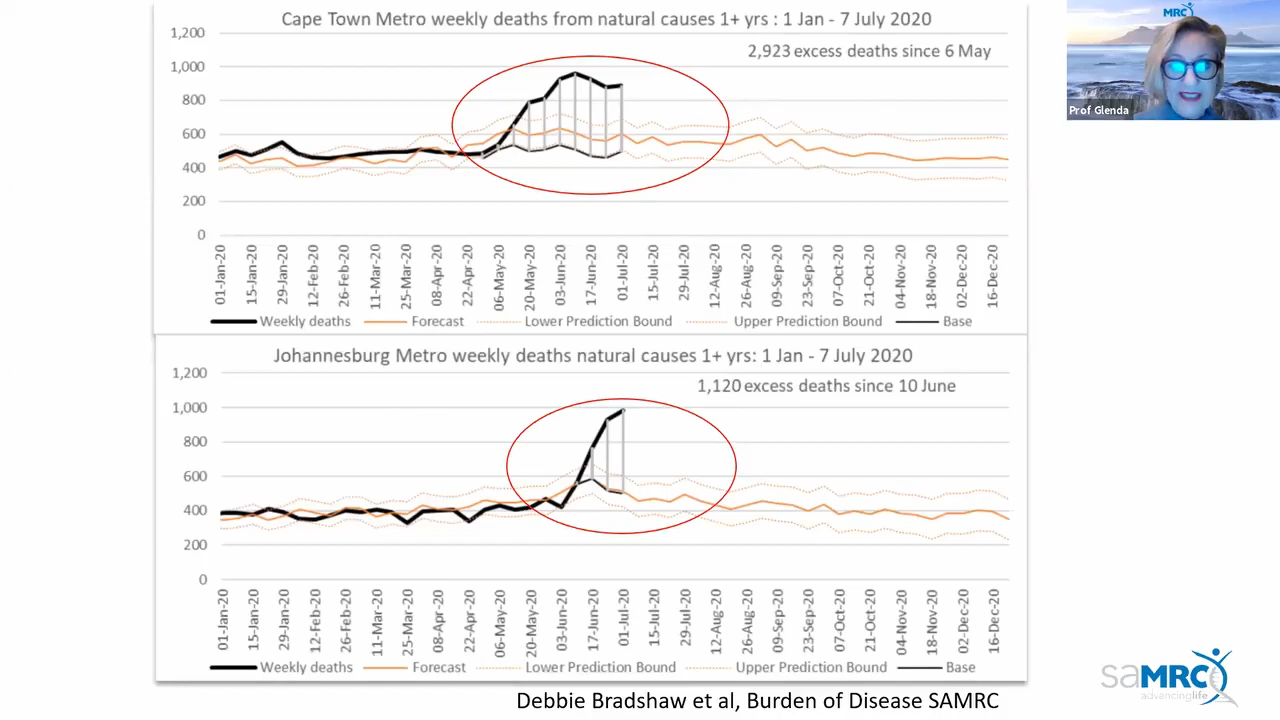 Cape Town Metro weekly deaths from natural causes 1+ yrs : 1 Jan - 7 July 2020
2,923 excess deaths since 6 May
1,200
1,000
800
600
400
200
0
01-Jan-20
15-Jan-20
29-Jan-20
12-Feb-20
26-Feb-20
11-Mar-20
25-Mar-20
08-Apr-20
22-Apr-20
06-May-20
20-May-20
03-Jun-20
17-Jun-20
01-Jul-20
15-Jul-20
29-Jul-20
12-Aug-20
26-Aug-20
09-Sep-20
23-Sep-20
07-Oct-20
21-Oct-20
04-Nov-20
18-Nov-20
02-Dec-20
16-Dec-20
Weekly deaths Forecast Lower Prediction Bound Upper Prediction Bound Base
MRC
Prof Glenda
Johannesburg Metro weekly deaths natural causes 1+ yrs: 1 Jan - 7 July 2020
1,120 excess deaths since 10 June
1,200
1,000
800
600
400
200
0
01-Jan-20
15-Jan-20
29-Jan-20
12-Feb-20
26-Feb-20
11-Mar-20
25-Mar-20
08-Apr-20
22-Apr-20
06-May-20
20-May-20
03-Jun-20
17-Jun-20
01-Jul-20
15-Jul-20
29-Jul-20
12-Aug-20
26-Aug-20
09-Sep-20
23-Sep-20
07-Oct-20
21-Oct-20
04-Nov-20
18-Nov-20
02-Dec-20
16-Dec-20
Weekly deaths Forecast Lower Prediction Bound Upper Prediction Bound Base
Debbie Bradshaw et al, Burden of Disease SAMRC
saMRC
advancinglife